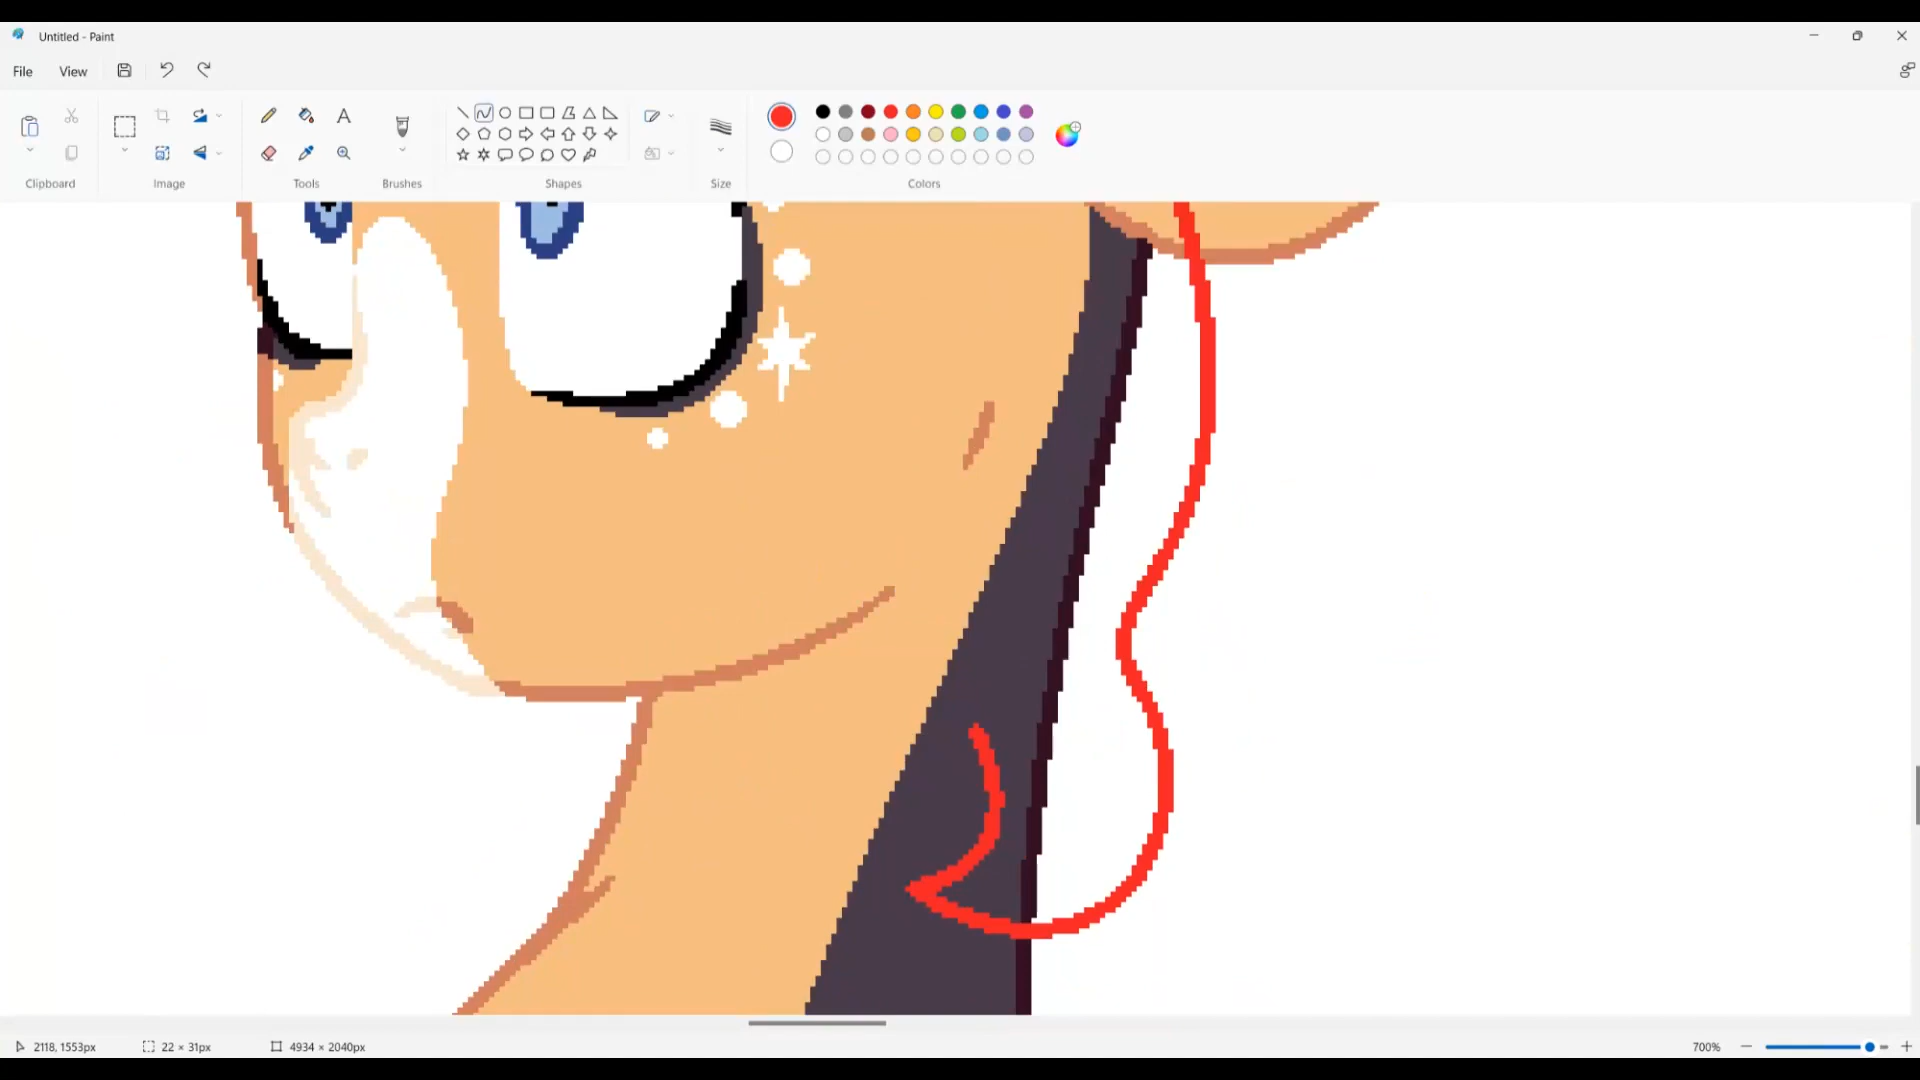 Untitled - Paint
File View
Clipboard Image Tools Brushes Shapes Size Colors
2118, 1553px 22 × 31px 4934 × 2040px 700%